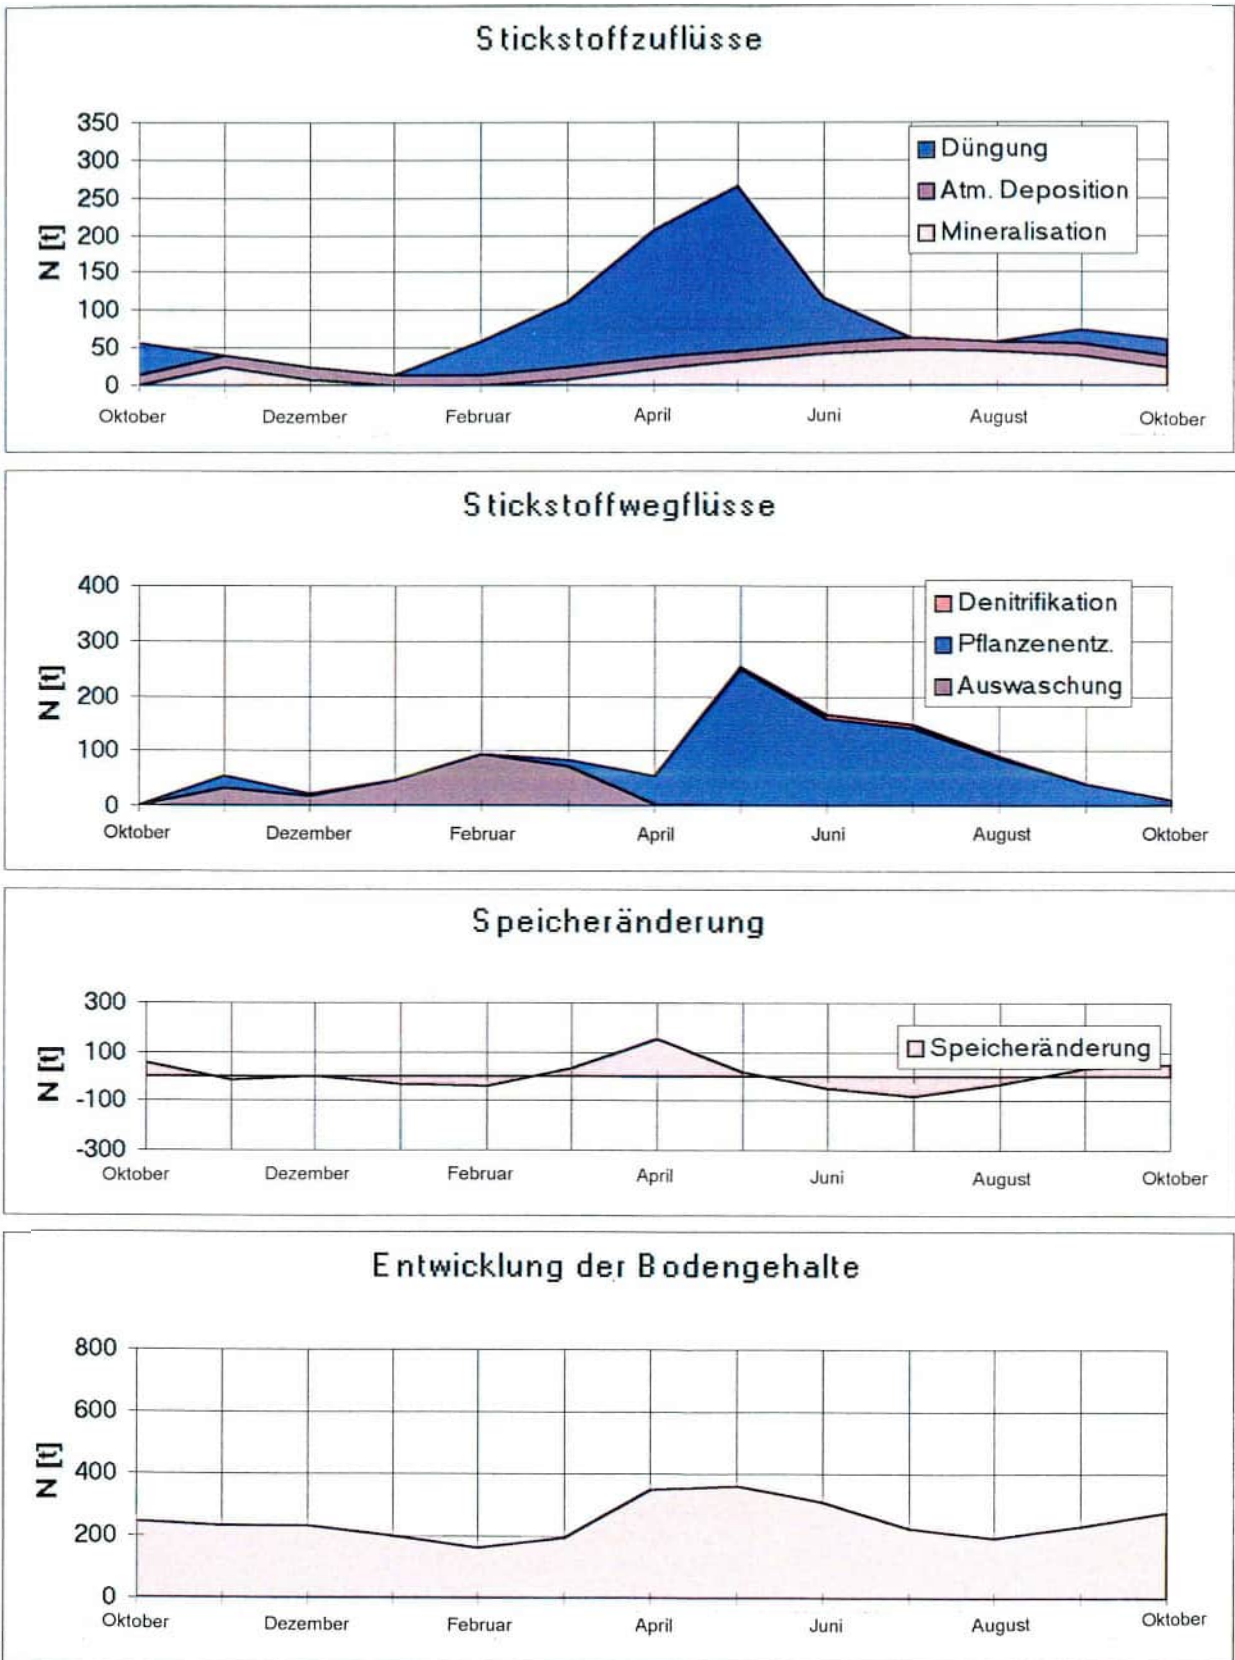 Stickstoffzuflüsse
350
300
250
200
150
100
50
0
N [t]
Düngung
Atm. Deposition
Mineralisation
Oktober Dezember Februar April Juni August Oktober
Stickstoffwegflüsse
400
300
200
100
0
N [t]
Denitrifikation
Pflanzenentz.
Auswaschung
Oktober Dezember Februar April Juni August Oktober
Speicheränderung
300
100
-100
-300
N [t]
Speicheränderung
Oktober Dezember Februar April Juni August Oktober
Entwicklung der Bodengehalte
800
600
400
200
0
N [t]
Oktober Dezember Februar April Juni August Oktober